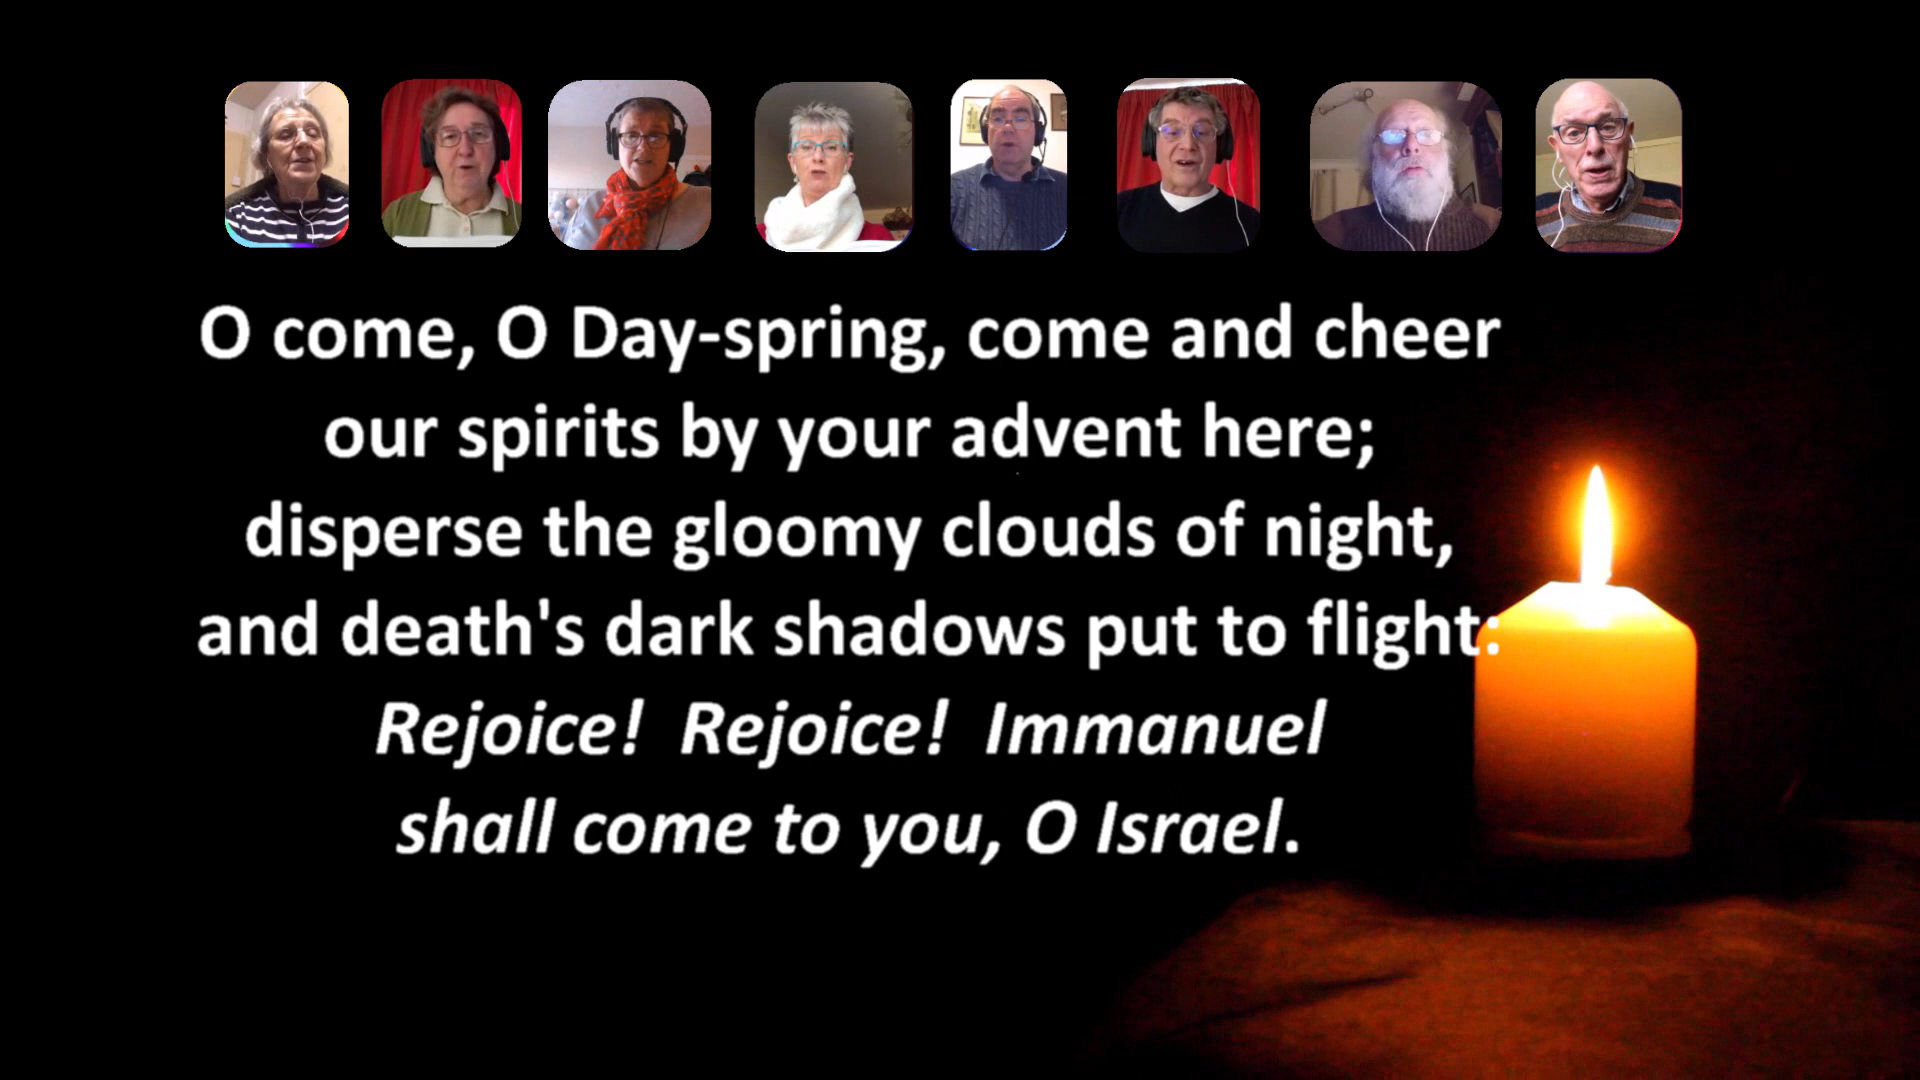 O come, O Day-spring, come and cheer
our spirits by your advent here;
disperse the gloomy clouds of night,
and death's dark shadows put to flight:
Rejoice!  Rejoice!  Immanuel
shall come to you, O Israel.